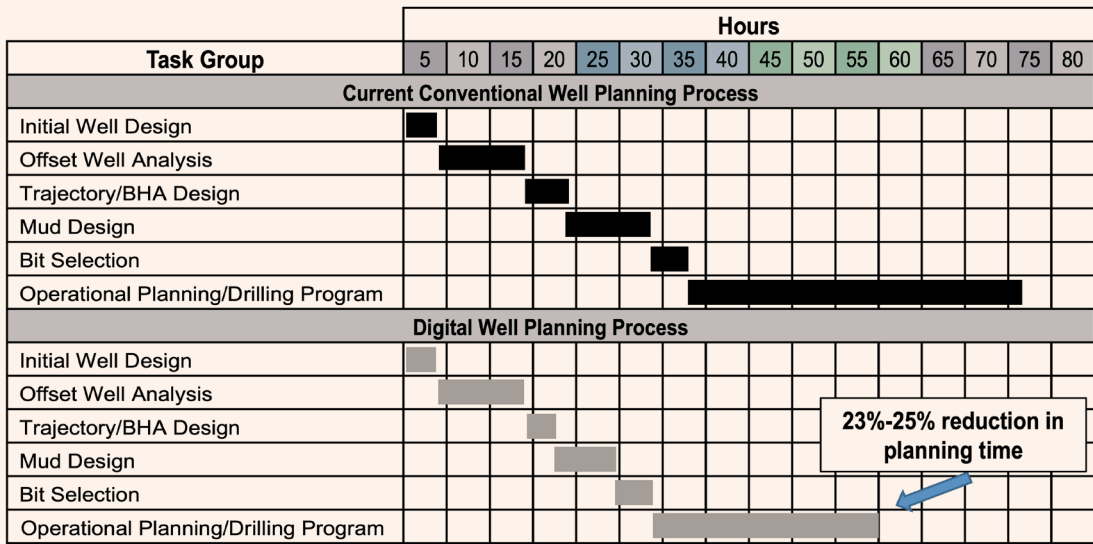 Hours
Task Group 5 10 15 20 25 30 35 40 45 50 55 60 65 70 75 80
Current Conventional Well Planning Process
Initial Well Design
Offset Well Analysis
Trajectory/BHA Design
Mud Design
Bit Selection
Operational Planning/Drilling Program
Digital Well Planning Process
Initial Well Design
Offset Well Analysis
Trajectory/BHA Design
Mud Design
Bit Selection
Operational Planning/Drilling Program
23%-25% reduction in
planning time